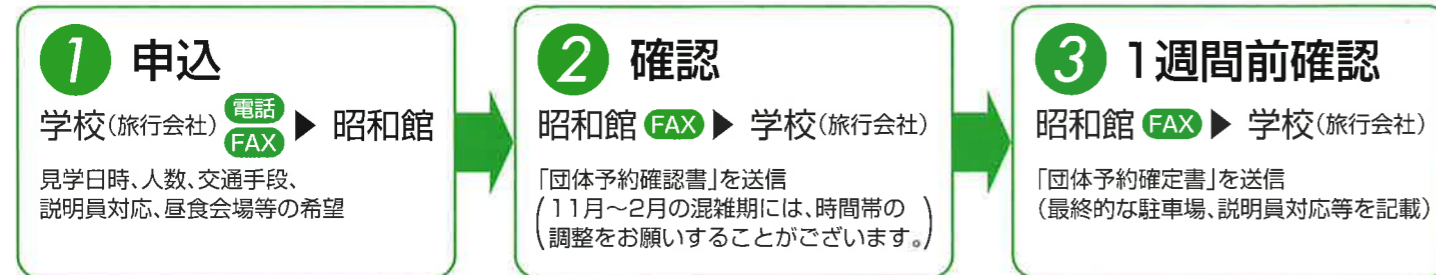 1 申込
学校(旅行会社) 電話 FAX ▶ 昭和館
見学日時、人数、交通手段、
説明員対応、昼食会場等の希望
2 確認
昭和館 FAX ▶ 学校(旅行会社)
「団体予約確認書」を送信
(11月～2月の混雑期には、時間帯の
調整をお願いすることがございます。)
3 1週間前確認
昭和館 FAX ▶ 学校(旅行会社)
「団体予約確定書」を送信
(最終的な駐車場、説明員対応等を記載)